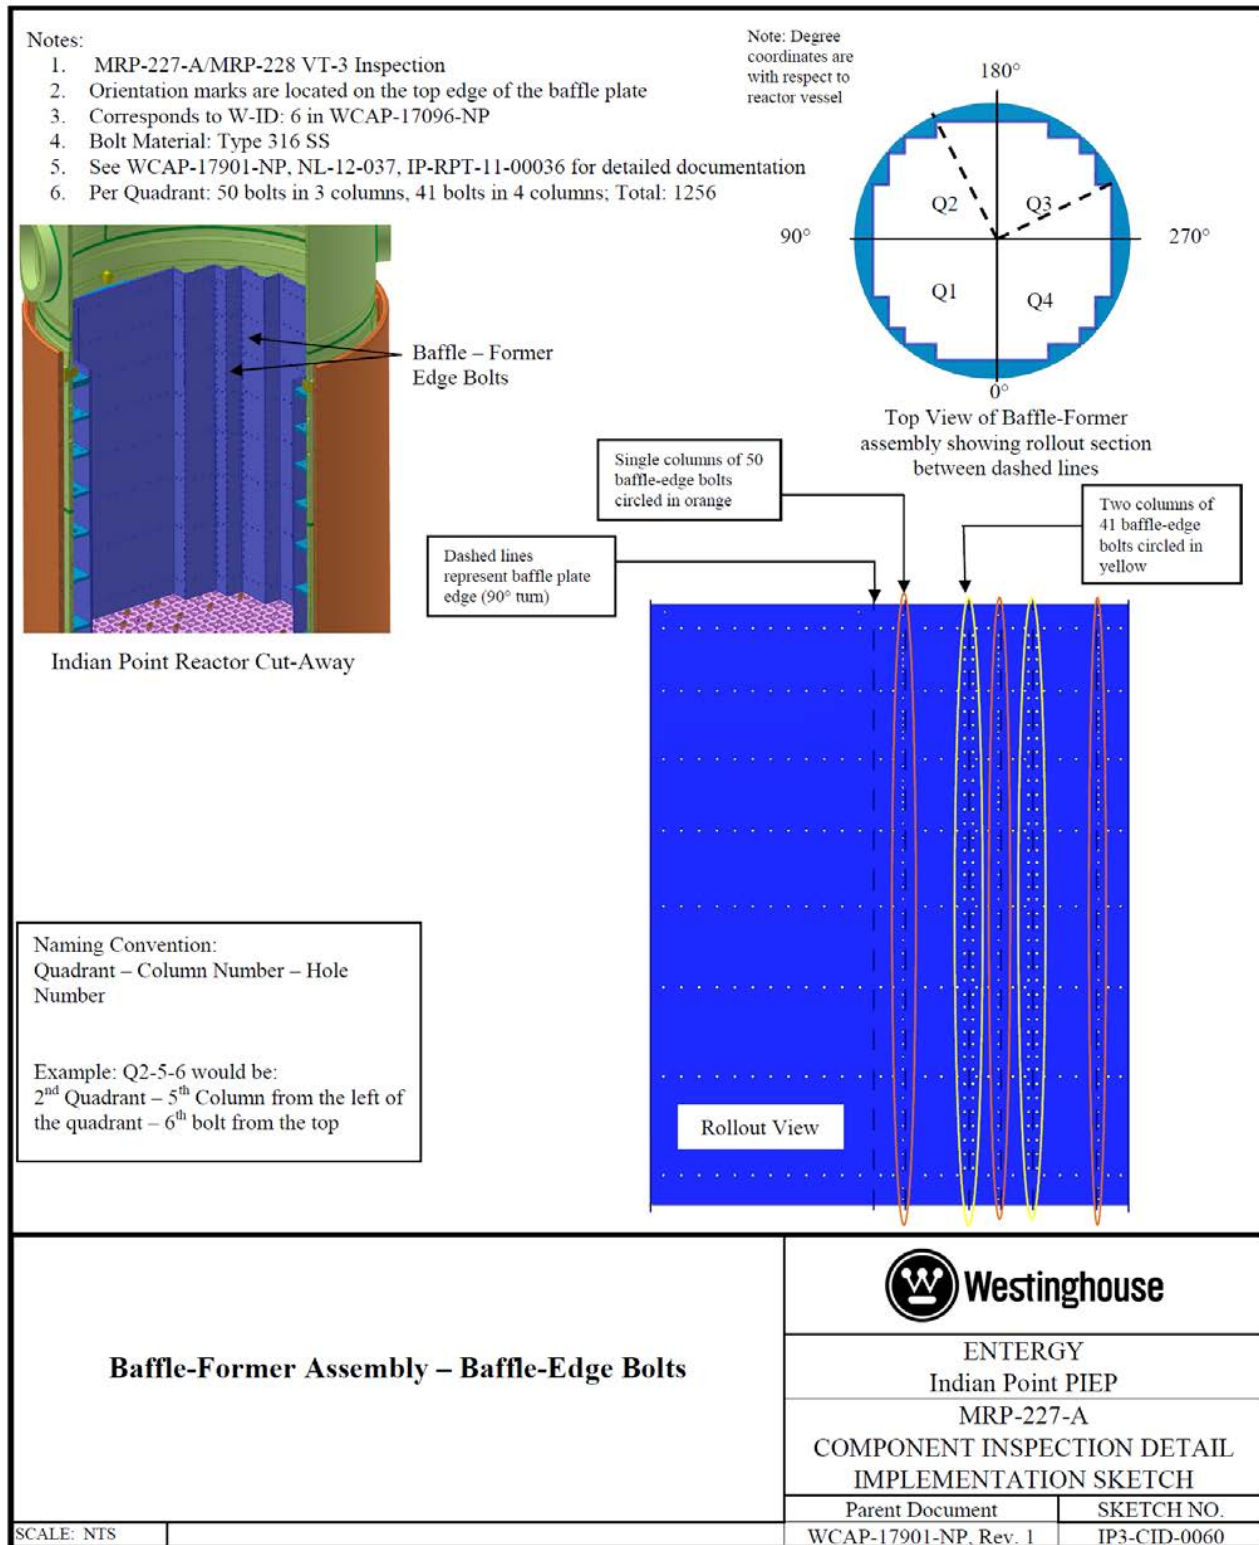 Notes:
1. MRP-227-A/MRP-228 VT-3 Inspection
2. Orientation marks are located on the top edge of the baffle plate
3. Corresponds to W-ID: 6 in WCAP-17096-NP
4. Bolt Material: Type 316 SS
5. See WCAP-17901-NP, NL-12-037, IP-RPT-11-00036 for detailed documentation
6. Per Quadrant: 50 bolts in 3 columns, 41 bolts in 4 columns; Total: 1256
Note: Degree
coordinates are
with respect to
reactor vessel
180°
Q2
Q3
90°
270°
Q1
Q4
0°
Top View of Baffle-Former
assembly showing rollout section
between dashed lines
Baffle – Former
Edge Bolts
Indian Point Reactor Cut-Away
Single columns of 50
baffle-edge bolts
circled in orange
Two columns of
41 baffle-edge
bolts circled in
yellow
Dashed lines
represent baffle plate
edge (90° turn)
Rollout View
Naming Convention:
Quadrant – Column Number – Hole
Number
Example: Q2-5-6 would be:
2nd Quadrant – 5th Column from the left of
the quadrant – 6th bolt from the top
Baffle-Former Assembly – Baffle-Edge Bolts
Westinghouse
ENTERGY
Indian Point PIEP
MRP-227-A
COMPONENT INSPECTION DETAIL
IMPLEMENTATION SKETCH
Parent Document
SKETCH NO.
SCALE: NTS
WCAP-17901-NP, Rev. 1
IP3-CID-0060